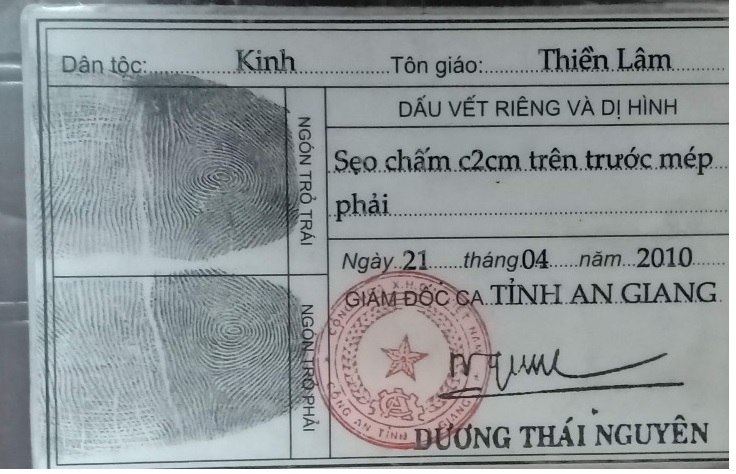 Dân tộc: Kinh Tôn giáo: Thiền Lâm
NGÓN TRỎ TRÁI
NGÓN TRỎ PHẢI
DẤU VẾT RIÊNG VÀ DỊ HÌNH
Sẹo chấm c2cm trên trước mép
phải
Ngày 21 tháng 04 năm 2010
GIÁM ĐỐC CA TỈNH AN GIANG
CÔNG AN TỈNH AN GIANG
DƯƠNG THÁI NGUYÊN